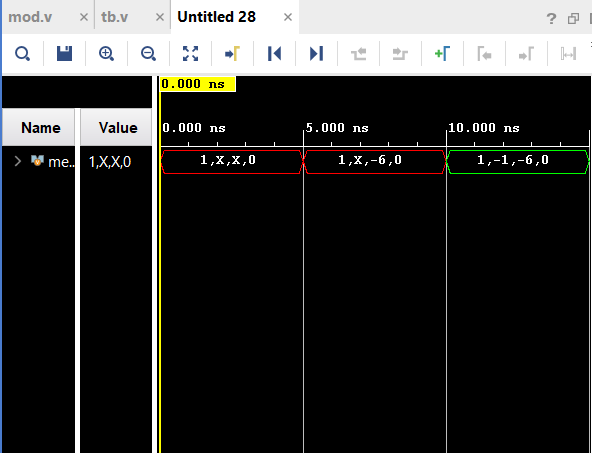 mod.v × tb.v × Untitled 28 ×
?
0.000 ns
Name Value 0.000 ns 5.000 ns 10.000 ns
me.. 1,X,X,0 1,X,X,0 1,X,-6,0 1,-1,-6,0